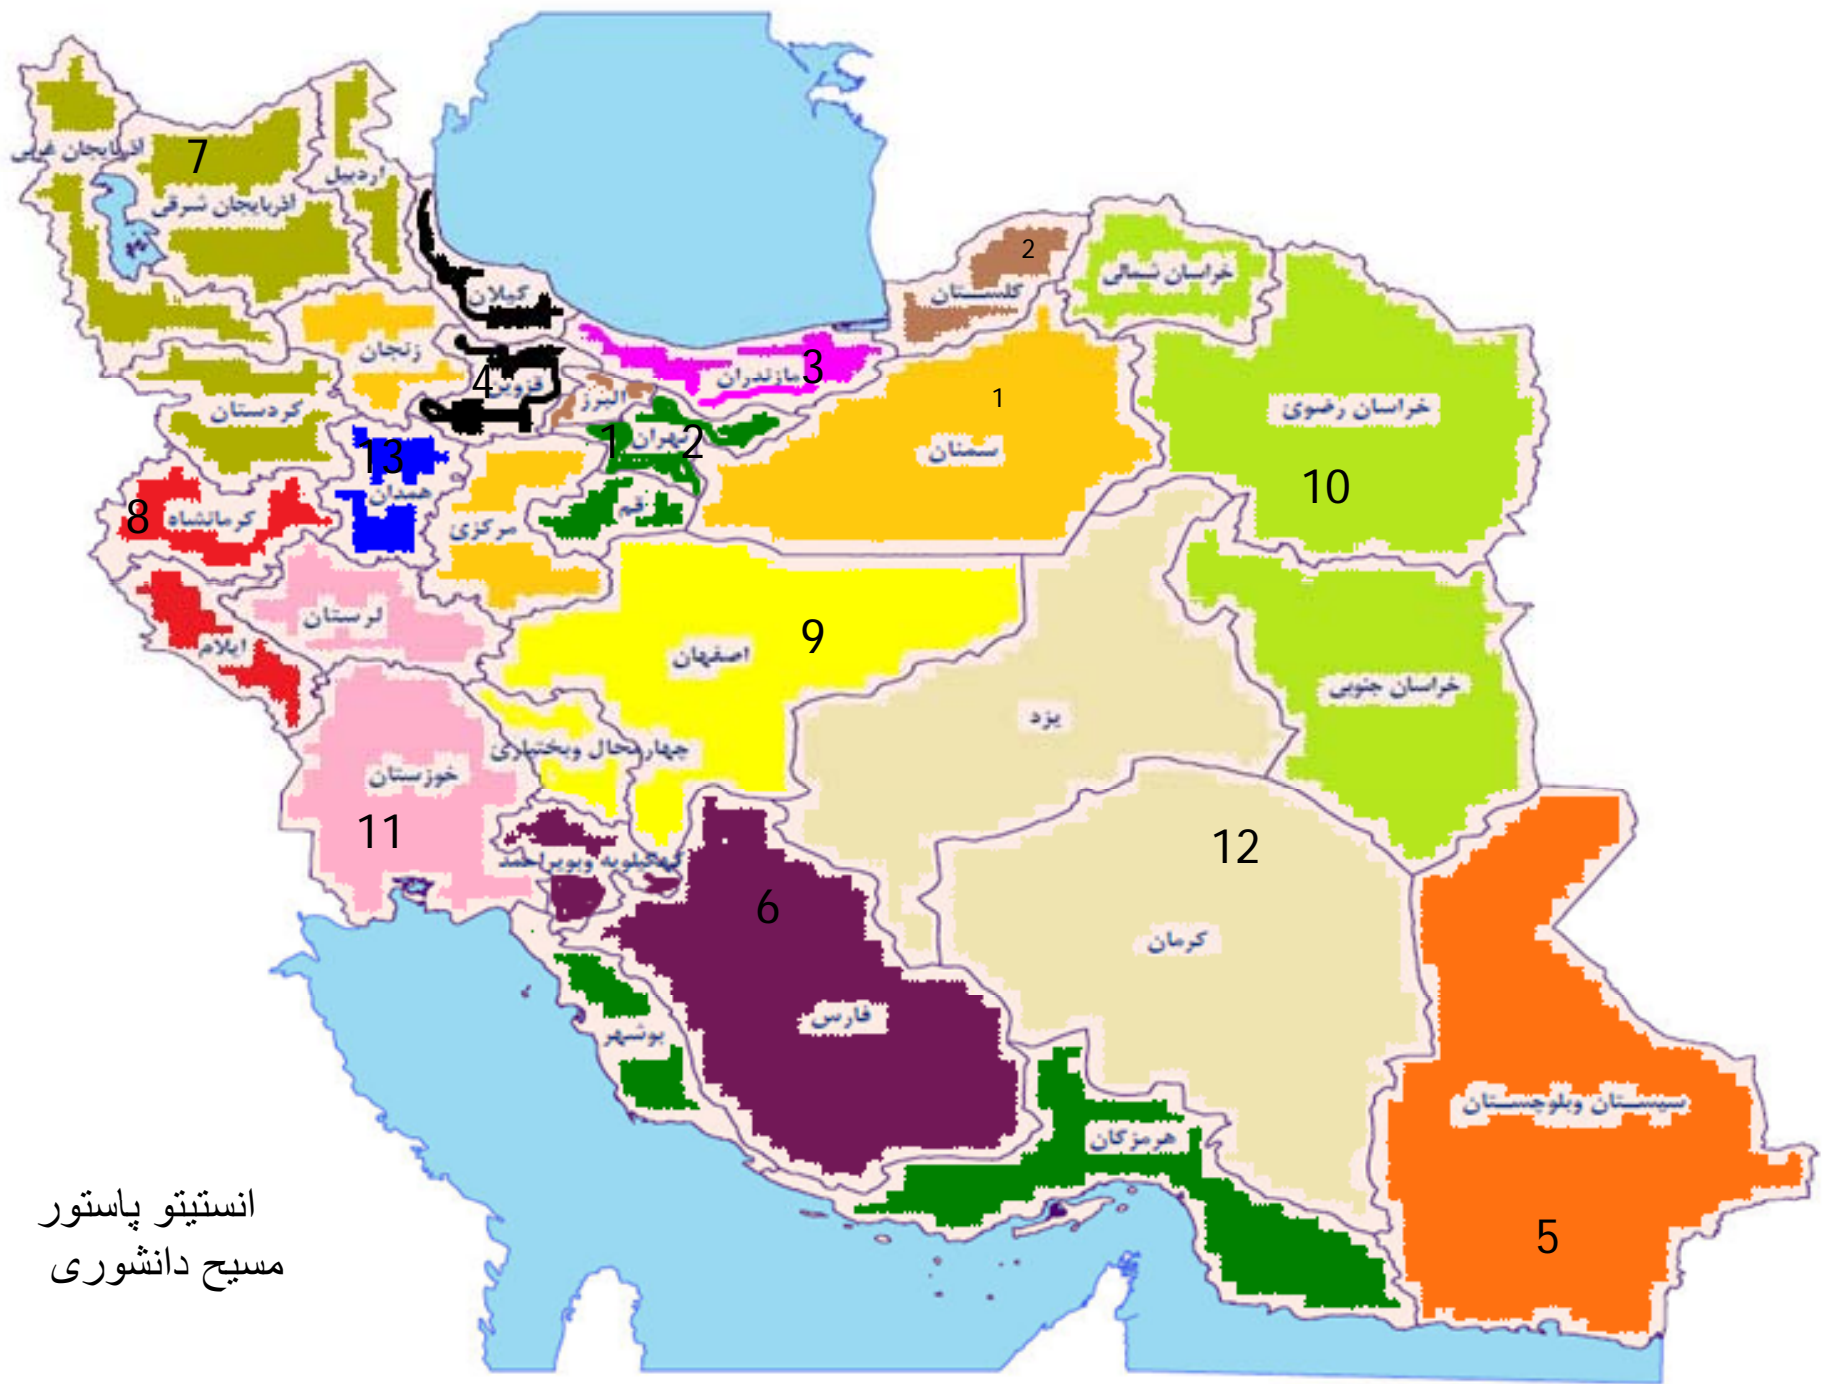 7
آذربایجان غربی
اردبیل
آذربایجان شرقی
2
خراسان شمالی
گلستان
گیلان
زنجان
3
مازندران
4
قزوین
البرز
1
کردستان
خراسان رضوی
1
تهران
2
سمنان
13
همدان
10
8
کرمانشاه
مرکزی
قم
لرستان
9
ایلام
اصفهان
خراسان جنوبی
یزد
چهارمحال وبختیاری
خوزستان
11
12
کهگیلویه وبویراحمد
6
کرمان
فارس
بوشهر
سیستان وبلوچستان
هرمزگان
انستیتو پاستور
5
مسیح دانشوری